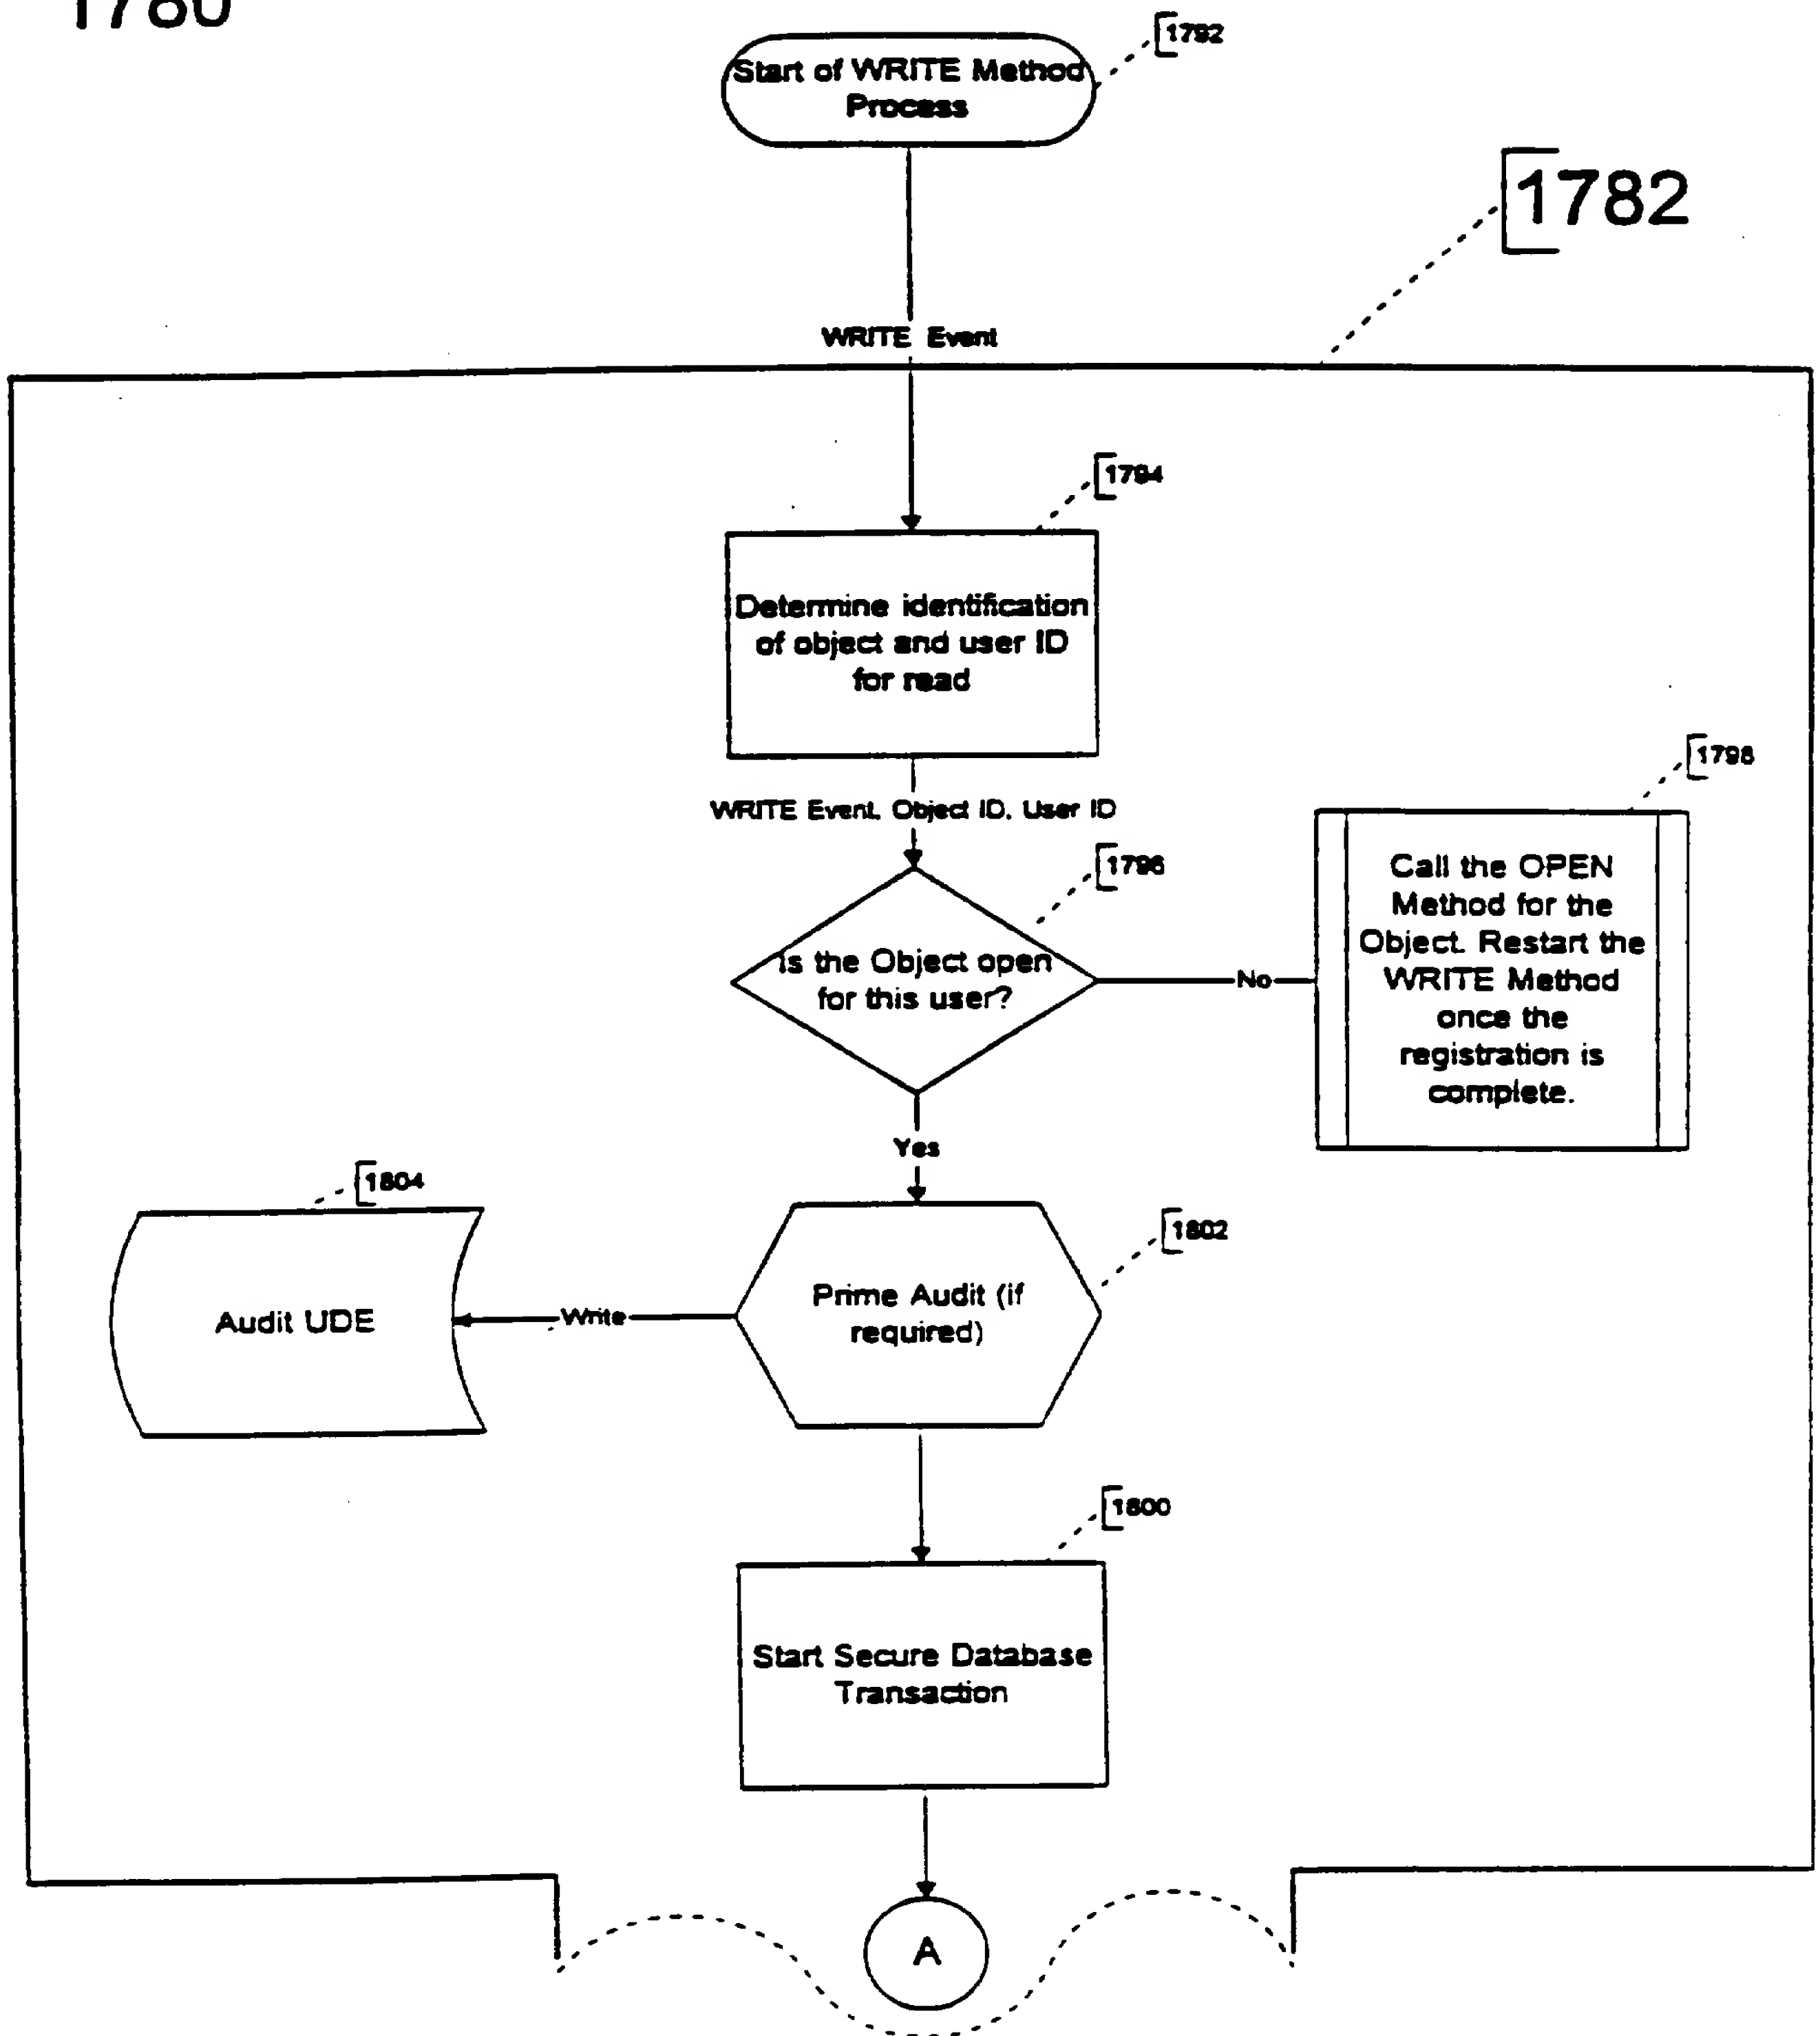 1780
1792
Start of WRITE Method
Process
1782
WRITE Event
1794
Determine identification
of object and user ID
for read
1798
WRITE Event, Object ID, User ID
1796
Call the OPEN
Method for the
Object. Restart the
WRITE Method
once the
registration is
complete.
Is the Object open
for this user?
No
Yes
1804
1802
Audit UDE
Write
Prime Audit (if
required)
1800
Start Secure Database
Transaction
A